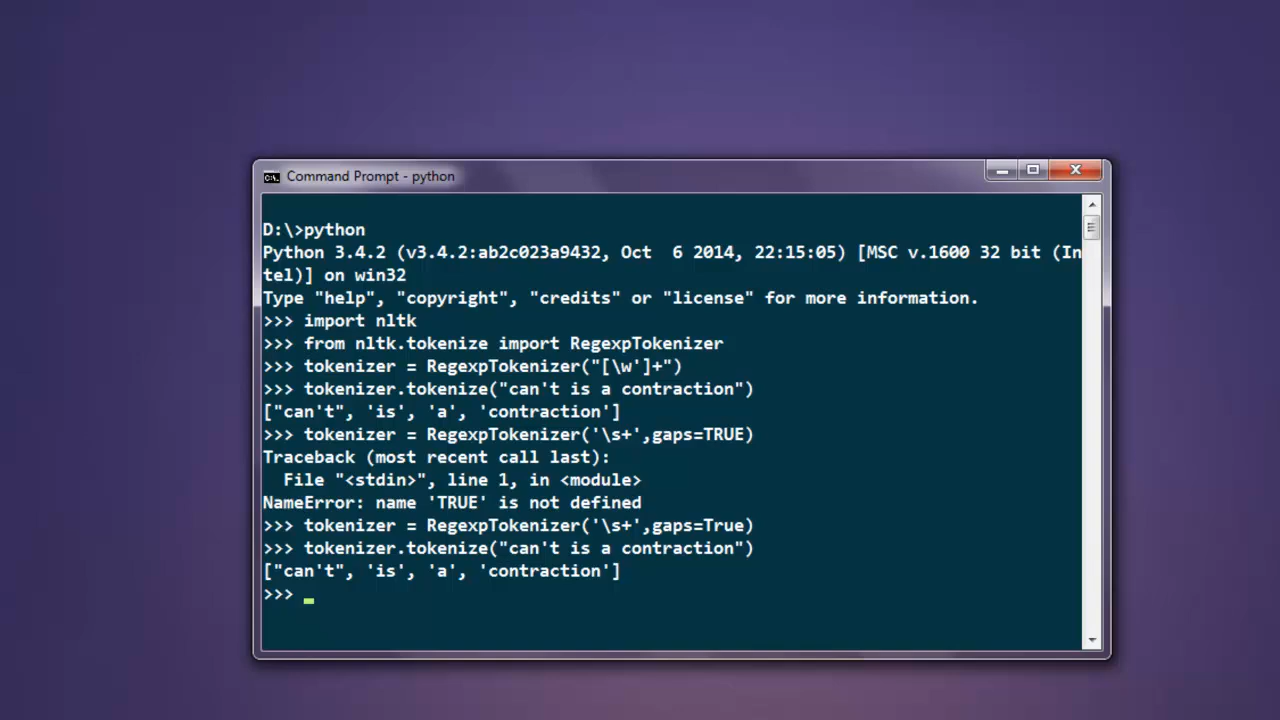 Command Prompt - python
D:\>python
Python 3.4.2 (v3.4.2:ab2c023a9432, Oct  6 2014, 22:15:05) [MSC v.1600 32 bit (In
tel)] on win32
Type "help", "copyright", "credits" or "license" for more information.
>>> import nltk
>>> from nltk.tokenize import RegexpTokenizer
>>> tokenizer = RegexpTokenizer("[\w']+")
>>> tokenizer.tokenize("can't is a contraction")
["can't", 'is', 'a', 'contraction']
>>> tokenizer = RegexpTokenizer('\s+',gaps=TRUE)
Traceback (most recent call last):
  File "<stdin>", line 1, in <module>
NameError: name 'TRUE' is not defined
>>> tokenizer = RegexpTokenizer('\s+',gaps=True)
>>> tokenizer.tokenize("can't is a contraction")
["can't", 'is', 'a', 'contraction']
>>>